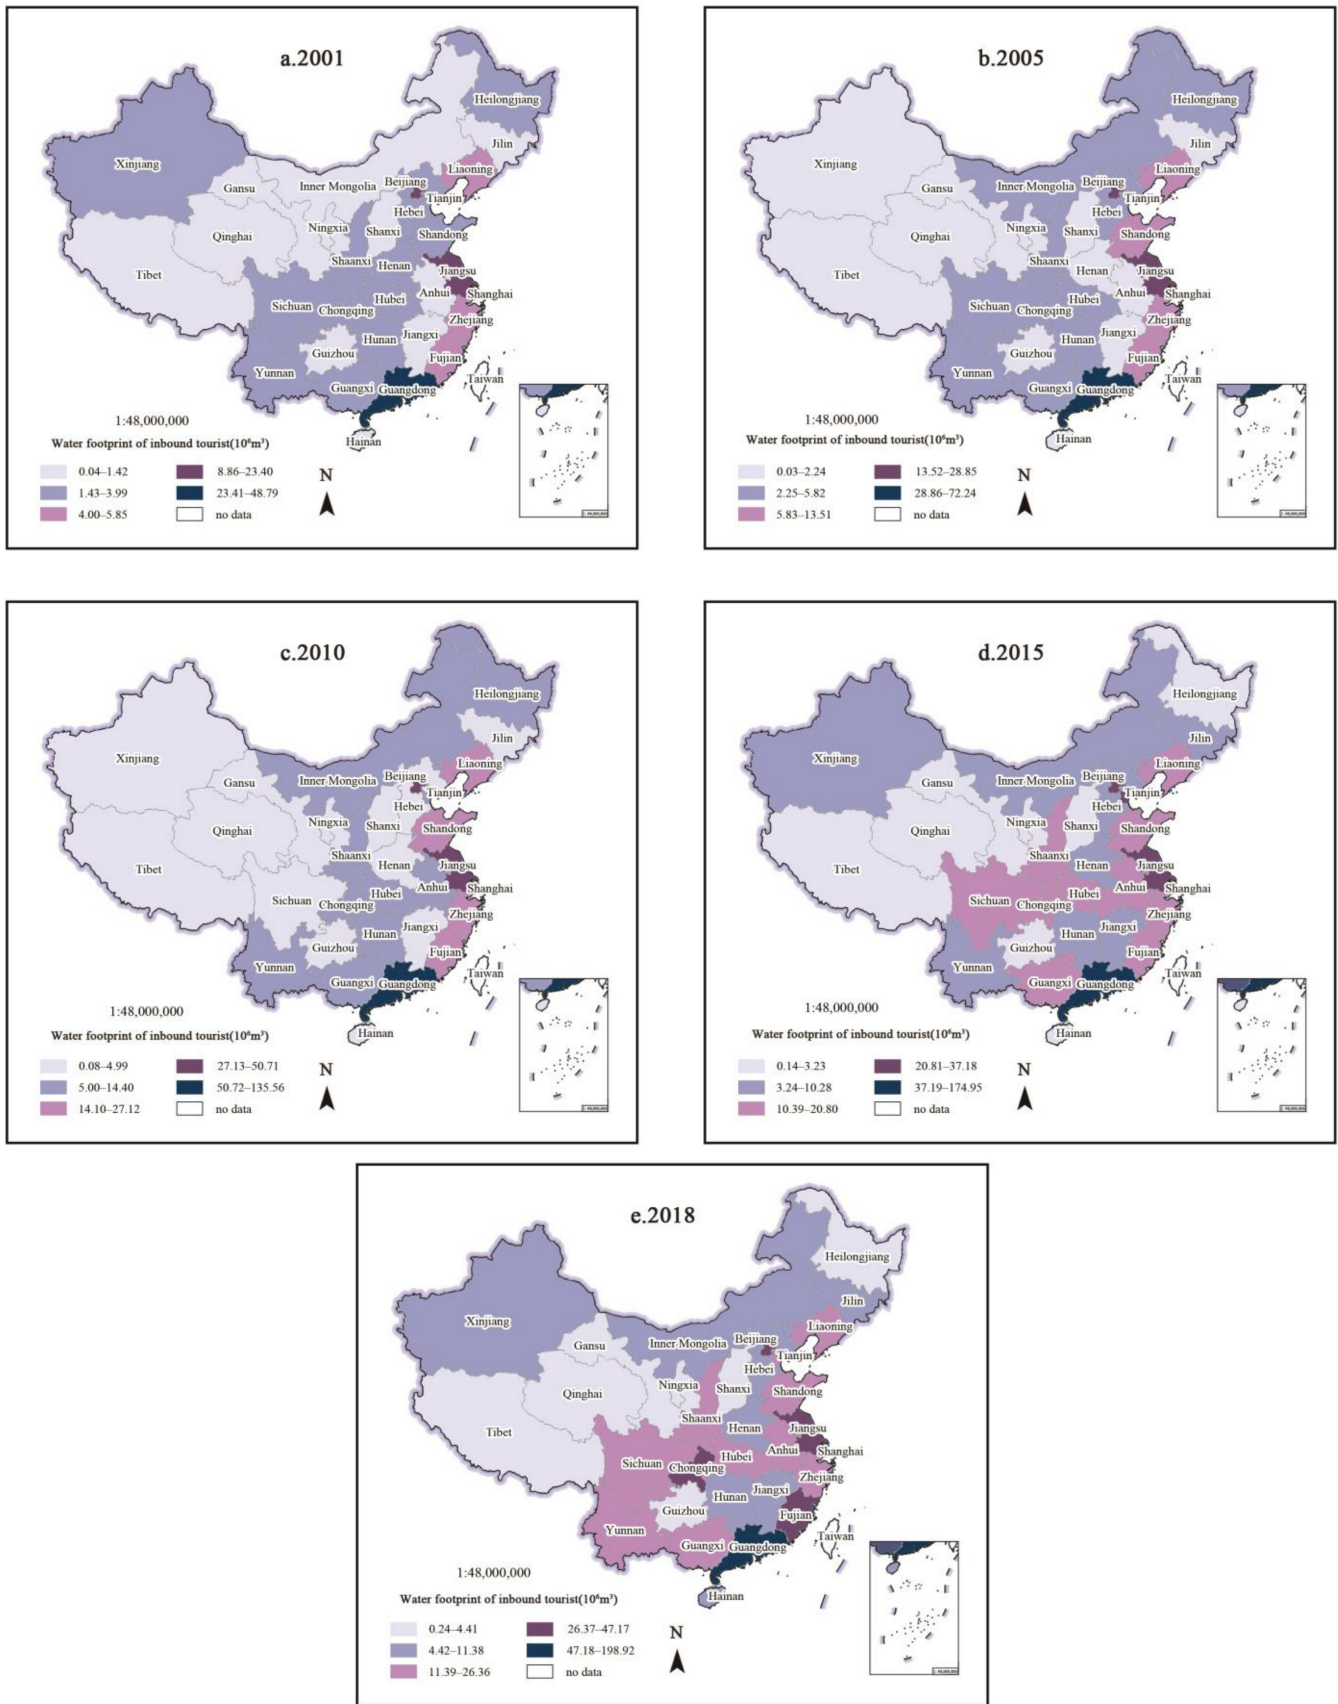 a.2001
Heilongjiang
Jilin
Xinjiang
Liaoning
Gansu
Inner Mongolia
Beijiang
Tianjin
Hebei
Ningxia
Shanxi
Qinghai
Shandong
Shaanxi
Henan
Jiangsu
Tibet
Anhui
Shanghai
Sichuan
Chongqing
Hubei
Zhejiang
Hunan
Jiangxi
Guizhou
Fujian
Yunnan
Guangxi
Guangdong
Taiwan
1:48,000,000
Hainan
Water footprint of inbound tourist(10⁶m³)
0.04–1.42
8.86–23.40
1.43–3.99
23.41–48.79
4.00–5.85
no data
N
b.2005
Heilongjiang
Jilin
Xinjiang
Liaoning
Gansu
Inner Mongolia
Beijiang
Tianjin
Hebei
Ningxia
Shanxi
Qinghai
Shandong
Shaanxi
Henan
Jiangsu
Tibet
Anhui
Shanghai
Sichuan
Chongqing
Hubei
Zhejiang
Hunan
Jiangxi
Guizhou
Fujian
Yunnan
Guangxi
Guangdong
Taiwan
1:48,000,000
Hainan
Water footprint of inbound tourist(10⁶m³)
0.03–2.24
13.52–28.85
2.25–5.82
28.86–72.24
5.83–13.51
no data
N
c.2010
Heilongjiang
Jilin
Xinjiang
Liaoning
Gansu
Inner Mongolia
Beijiang
Tianjin
Hebei
Ningxia
Shanxi
Qinghai
Shandong
Shaanxi
Henan
Jiangsu
Tibet
Anhui
Shanghai
Sichuan
Chongqing
Hubei
Zhejiang
Hunan
Jiangxi
Guizhou
Fujian
Yunnan
Guangxi
Guangdong
Taiwan
1:48,000,000
Hainan
Water footprint of inbound tourist(10⁶m³)
0.08–4.99
27.13–50.71
5.00–14.40
50.72–135.56
14.10–27.12
no data
N
d.2015
Heilongjiang
Jilin
Xinjiang
Liaoning
Gansu
Inner Mongolia
Beijiang
Tianjin
Hebei
Ningxia
Shanxi
Qinghai
Shandong
Shaanxi
Henan
Jiangsu
Tibet
Anhui
Shanghai
Sichuan
Chongqing
Hubei
Zhejiang
Hunan
Jiangxi
Guizhou
Fujian
Yunnan
Guangxi
Guangdong
Taiwan
1:48,000,000
Hainan
Water footprint of inbound tourist(10⁶m³)
0.14–3.23
20.81–37.18
3.24–10.28
37.19–174.95
10.39–20.80
no data
N
e.2018
Heilongjiang
Jilin
Xinjiang
Liaoning
Gansu
Inner Mongolia
Beijiang
Tianjin
Hebei
Ningxia
Shanxi
Qinghai
Shandong
Shaanxi
Henan
Jiangsu
Tibet
Anhui
Shanghai
Sichuan
Chongqing
Hubei
Zhejiang
Hunan
Jiangxi
Guizhou
Fujian
Yunnan
Guangxi
Guangdong
Taiwan
1:48,000,000
Hainan
Water footprint of inbound tourist(10⁶m³)
0.24–4.41
26.37–47.17
4.42–11.38
47.18–198.92
11.39–26.36
no data
N